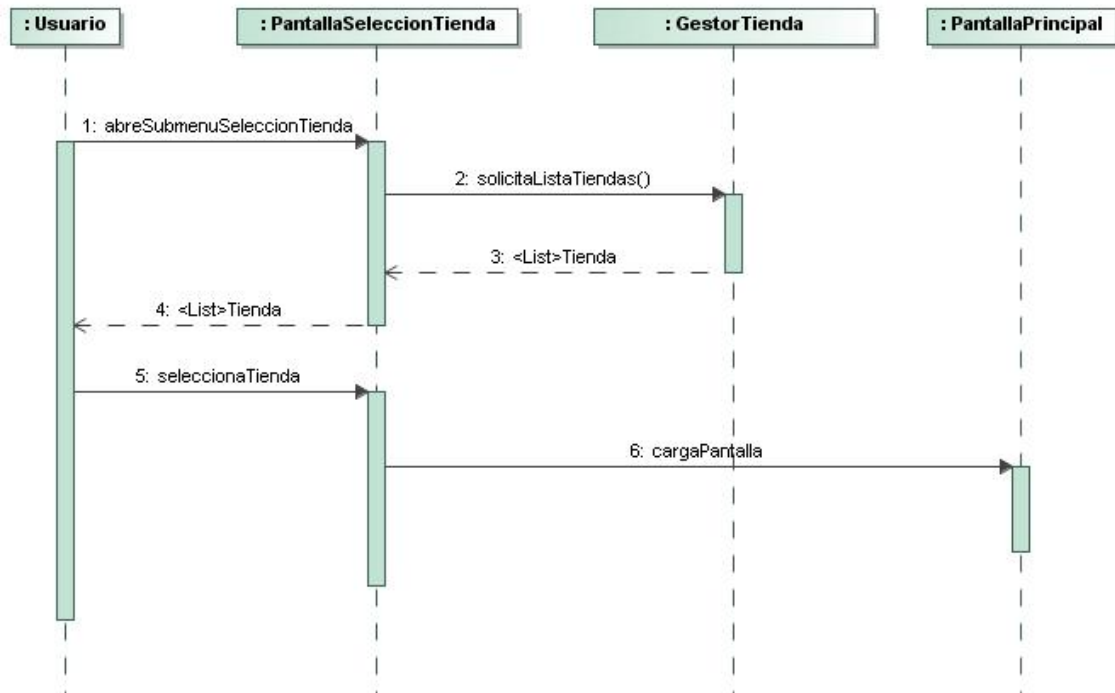 : Usuario
: PantallaSeleccionTienda
: GestorTienda
: PantallaPrincipal
1: abreSubmenuSeleccionTienda
2: solicitaListaTiendas()
3: <List>Tienda
4: <List>Tienda
5: seleccionaTienda
6: cargaPantalla